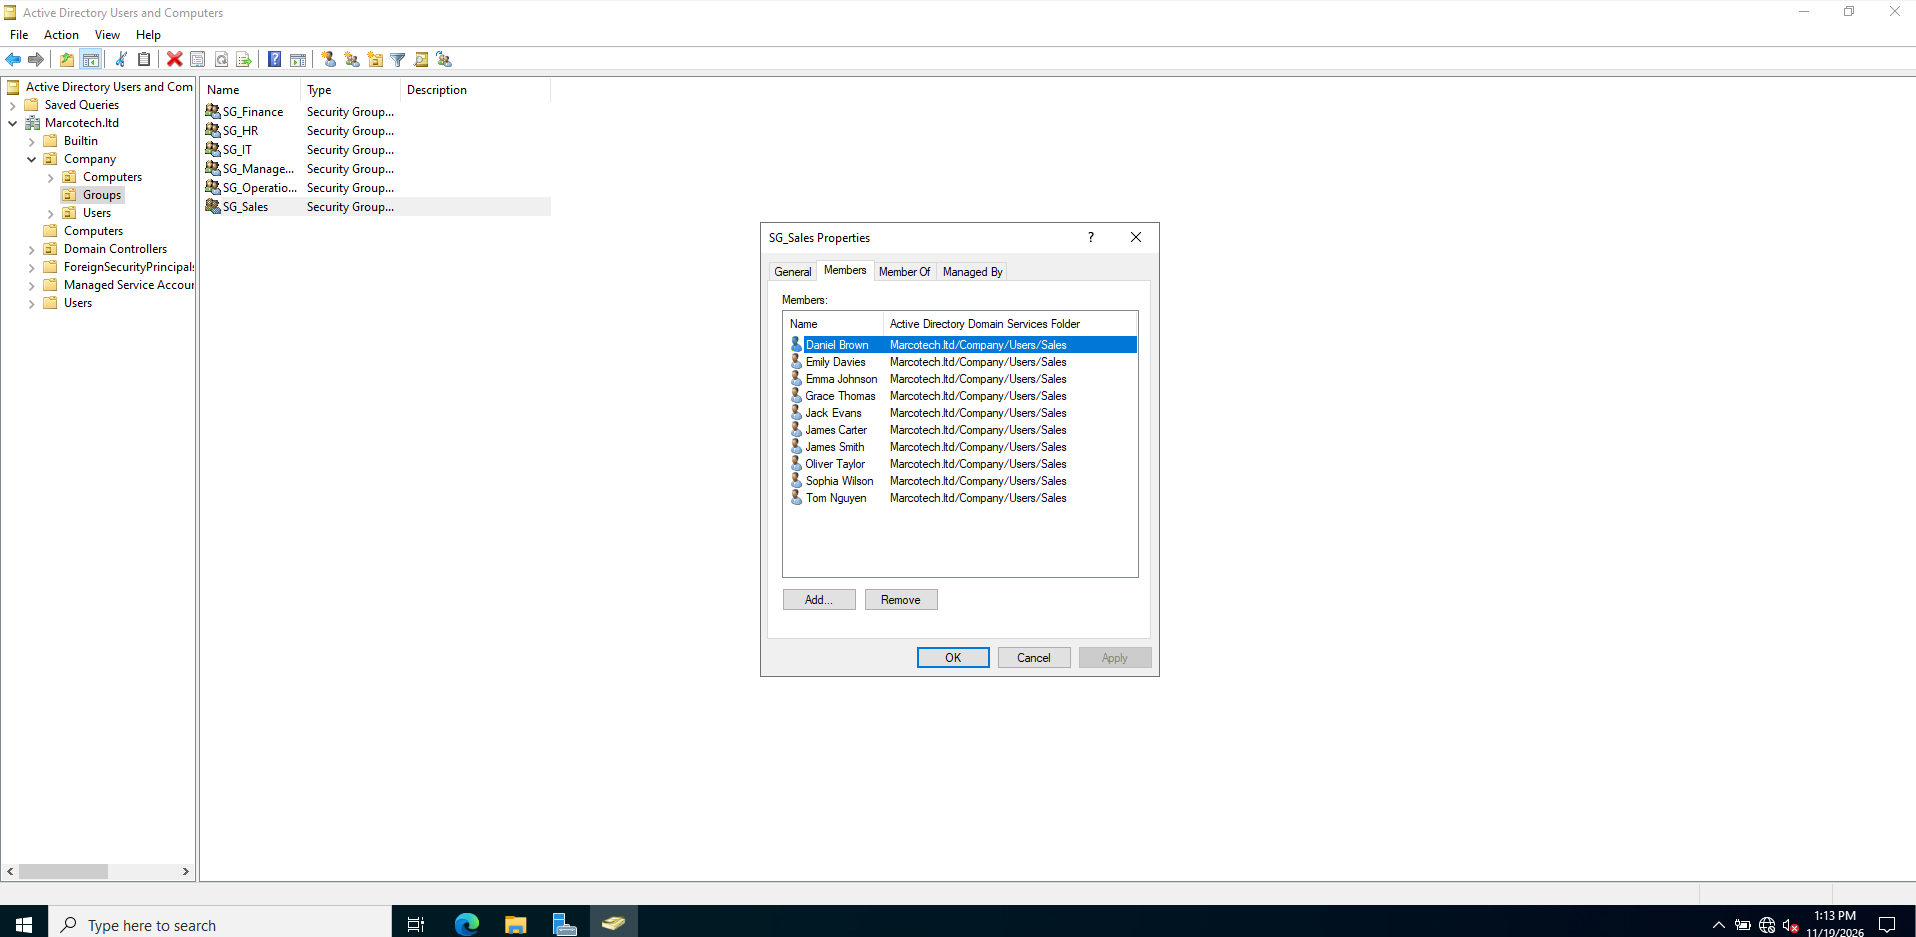 Active Directory Users and Computers
File Action View Help
Active Directory Users and Com
Saved Queries
Marcotech.ltd
Builtin
Company
Computers
Groups
Users
Computers
Domain Controllers
ForeignSecurityPrincipals
Managed Service Accour
Users
Name Type Description
SG_Finance Security Group...
SG_HR Security Group...
SG_IT Security Group...
SG_Manage... Security Group...
SG_Operatio... Security Group...
SG_Sales Security Group...
SG_Sales Properties
?
General Members Member Of Managed By
Members:
Name Active Directory Domain Services Folder
Daniel Brown Marcotech.ltd/Company/Users/Sales
Emily Davies Marcotech.ltd/Company/Users/Sales
Emma Johnson Marcotech.ltd/Company/Users/Sales
Grace Thomas Marcotech.ltd/Company/Users/Sales
Jack Evans Marcotech.ltd/Company/Users/Sales
James Carter Marcotech.ltd/Company/Users/Sales
James Smith Marcotech.ltd/Company/Users/Sales
Oliver Taylor Marcotech.ltd/Company/Users/Sales
Sophia Wilson Marcotech.ltd/Company/Users/Sales
Tom Nguyen Marcotech.ltd/Company/Users/Sales
Add... Remove
OK Cancel Apply
Type here to search
1:13 PM
11/19/2026